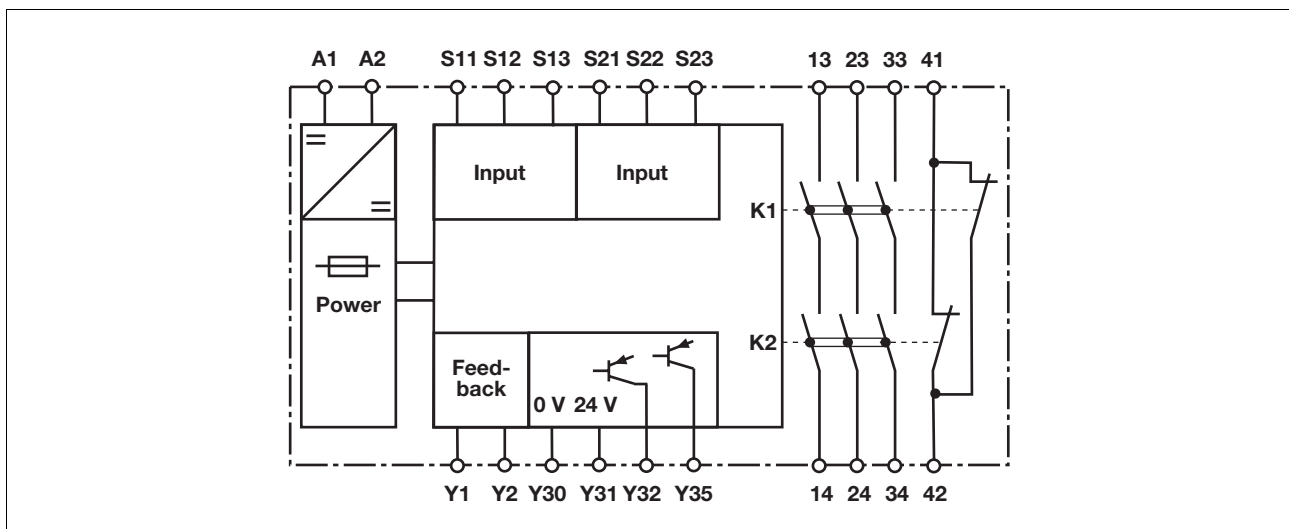 A1 A2 S11 S12 S13 S21 S22 S23 13 23 33 41
Input Input
K1
Power
K2
Feed-
back
0 V 24 V
Y1 Y2 Y30 Y31 Y32 Y35 14 24 34 42